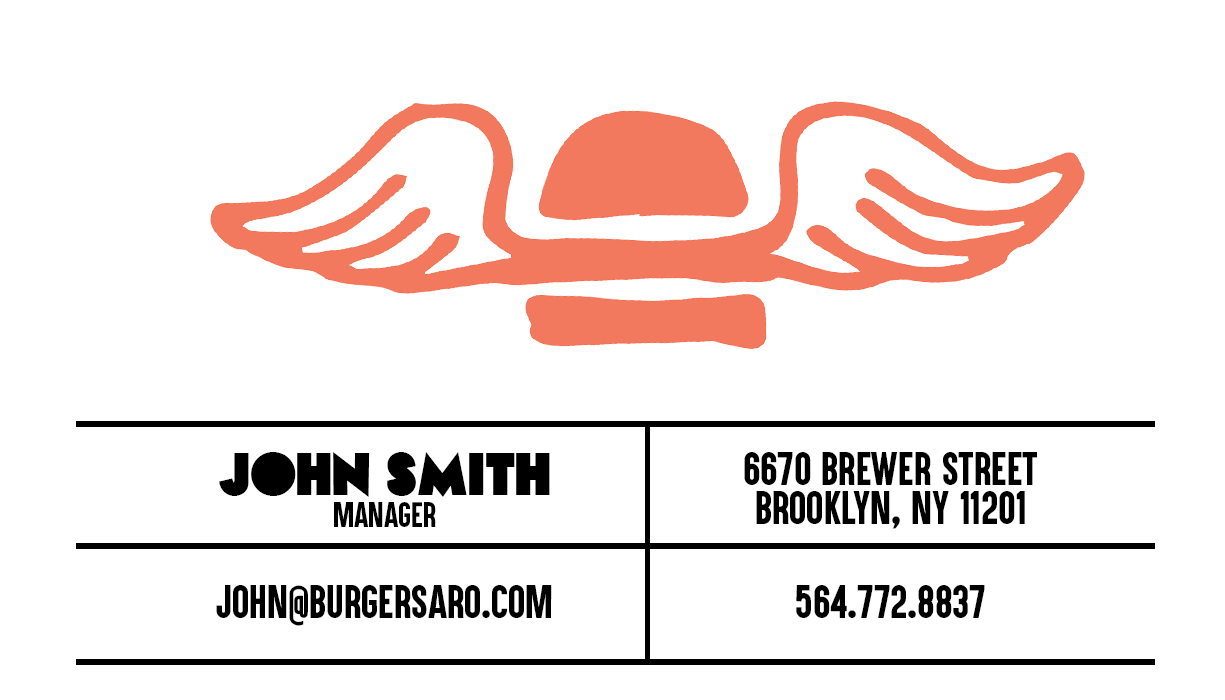 JOHN SMITH
MANAGER
6670 BREWER STREET
BROOKLYN, NY 11201
JOHN@BURGERSARO.COM
564.772.8837